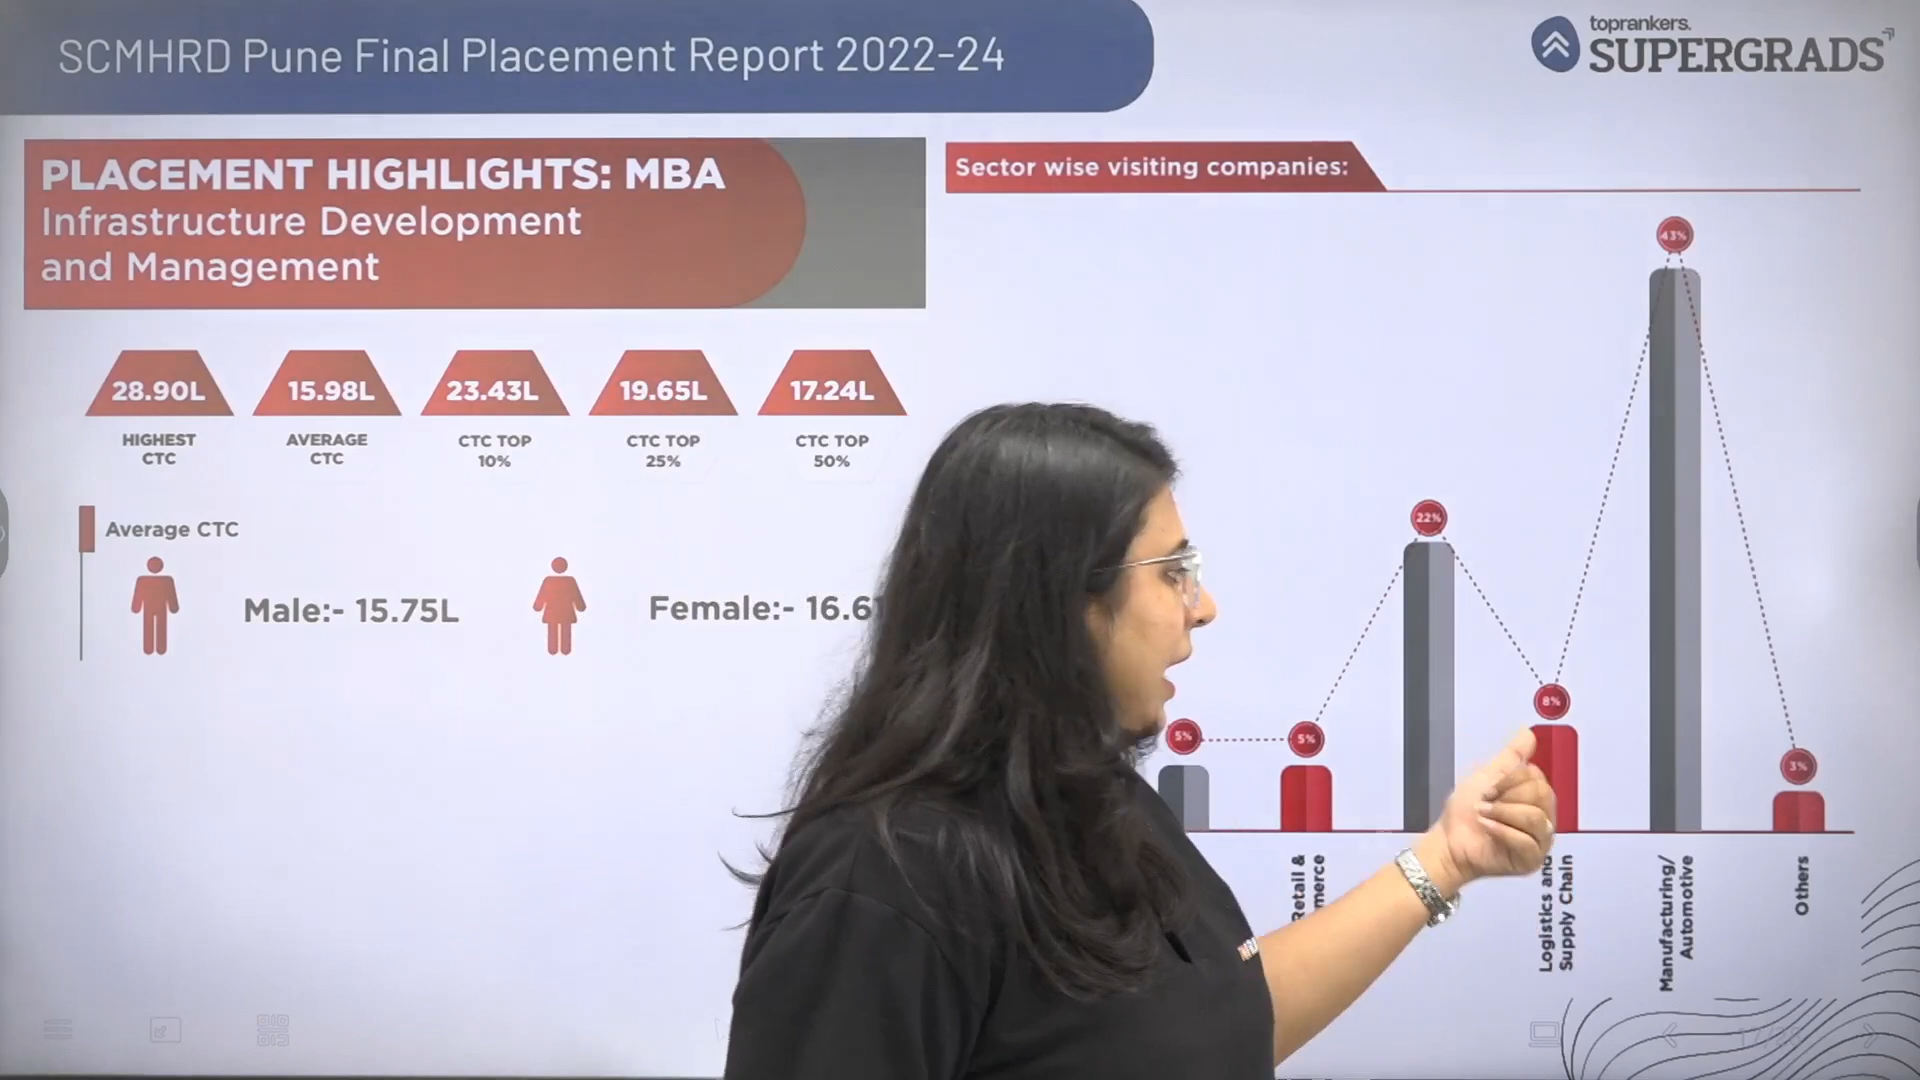 SCMHRD Pune Final Placement Report 2022-24
toprankers.
SUPERGRADS
PLACEMENT HIGHLIGHTS: MBA
Infrastructure Development
and Management
Sector wise visiting companies:
28.90L
15.98L
23.43L
19.65L
17.24L
HIGHEST
CTC
AVERAGE
CTC
CTC TOP
10%
CTC TOP
25%
CTC TOP
50%
Average CTC
Male:- 15.75L
Female:- 16.6
5%
5%
22%
8%
43%
3%
Retail &
Logistics and
Supply Chain
Manufacturing/
Automotive
Others